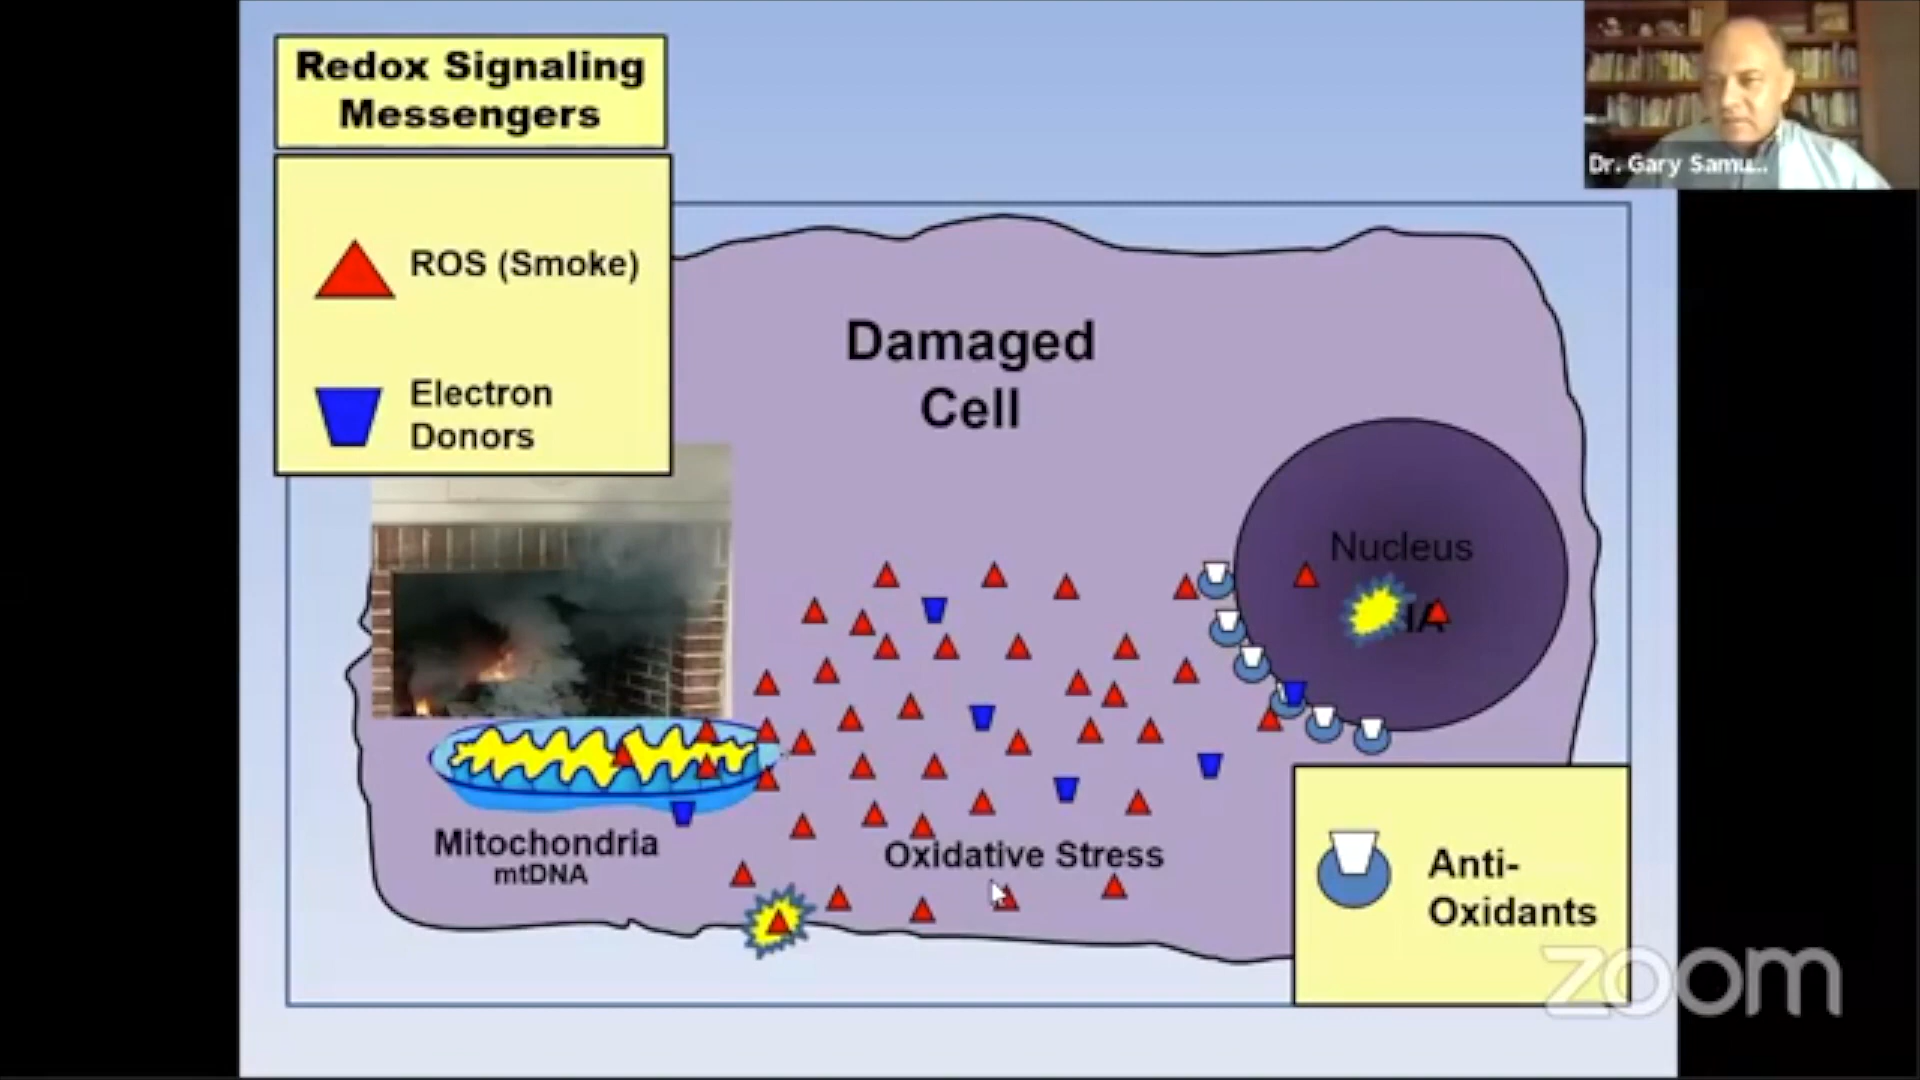 Redox Signaling
Messengers
ROS (Smoke)
Electron
Donors
Dr. Gary Samu...
Damaged
Cell
Nucleus
Mitochondria
mtDNA
Oxidative Stress
Anti-
Oxidants
zoom